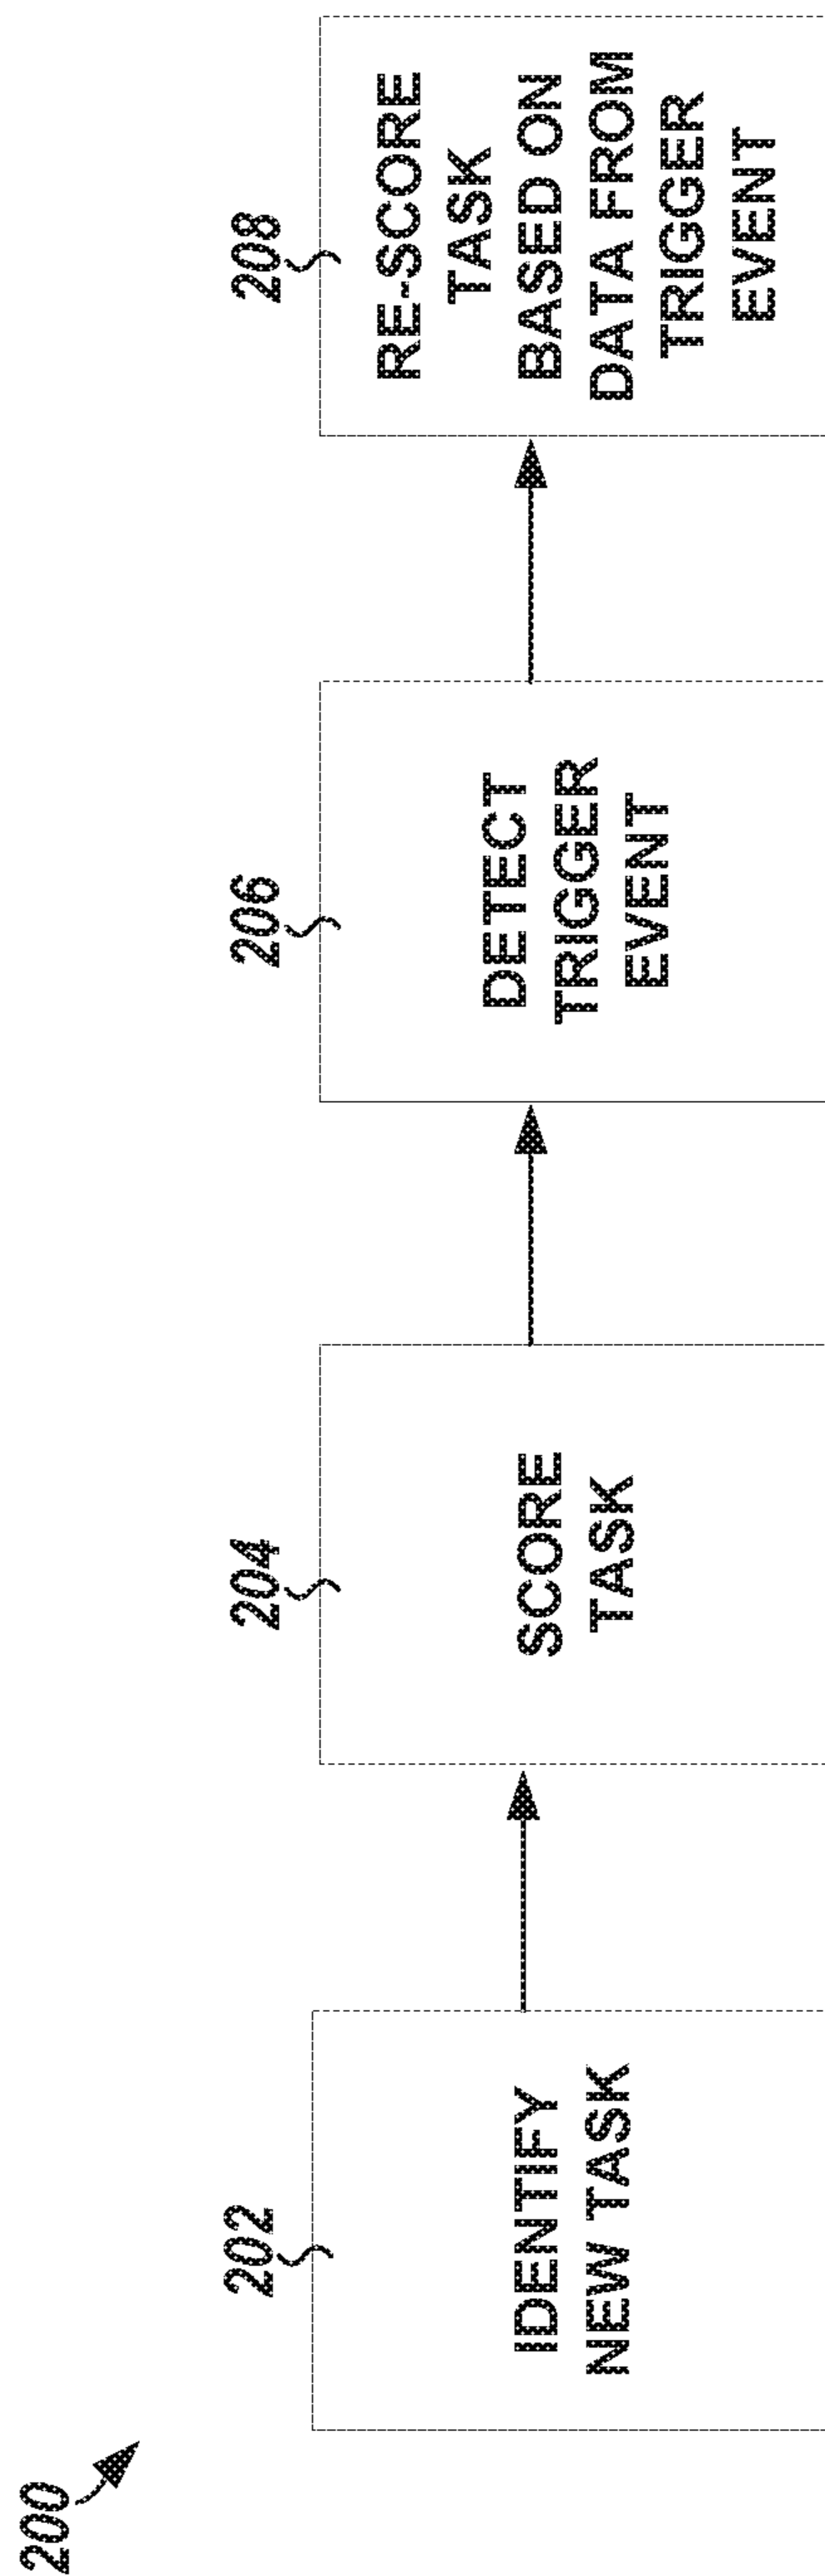 200
202
IDENTIFY
NEW TASK
204
SCORE
TASK
206
DETECT
TRIGGER
EVENT
208
RE-SCORE
TASK
BASED ON
DATA FROM
TRIGGER
EVENT